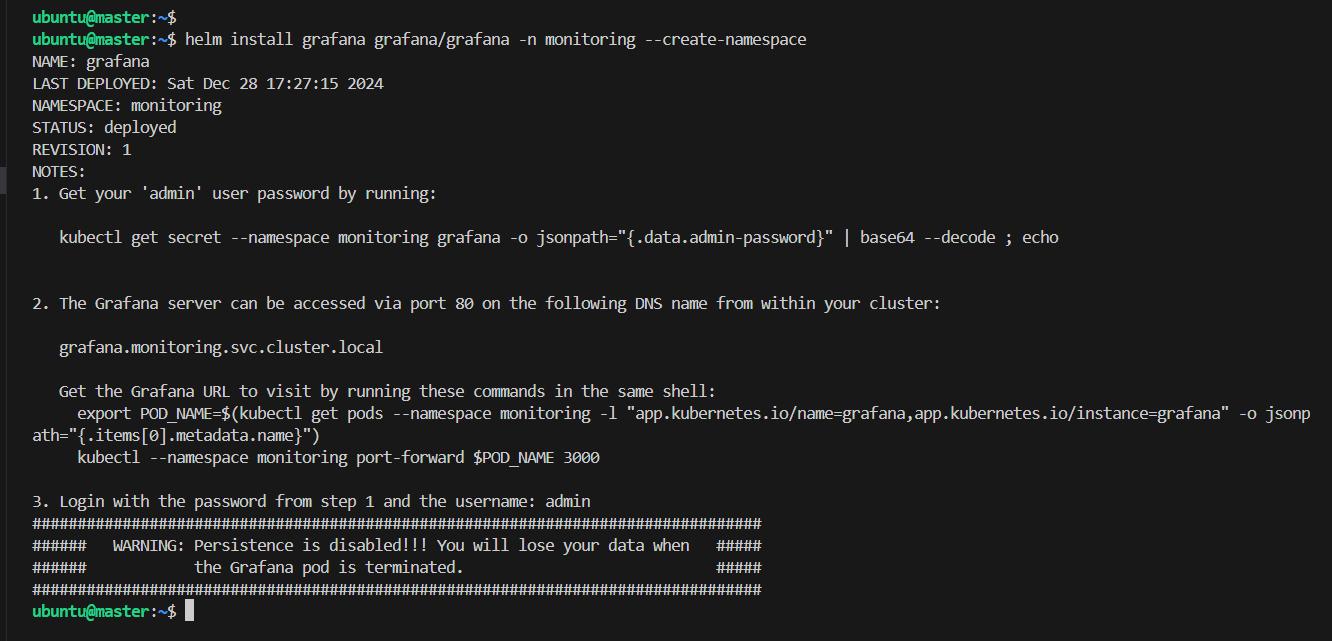 ubuntu@master:~$
ubuntu@master:~$ helm install grafana grafana/grafana -n monitoring --create-namespace
NAME: grafana
LAST DEPLOYED: Sat Dec 28 17:27:15 2024
NAMESPACE: monitoring
STATUS: deployed
REVISION: 1
NOTES:
1. Get your 'admin' user password by running:
   kubectl get secret --namespace monitoring grafana -o jsonpath="{.data.admin-password}" | base64 --decode ; echo
2. The Grafana server can be accessed via port 80 on the following DNS name from within your cluster:
   grafana.monitoring.svc.cluster.local
   Get the Grafana URL to visit by running these commands in the same shell:
     export POD_NAME=$(kubectl get pods --namespace monitoring -l "app.kubernetes.io/name=grafana,app.kubernetes.io/instance=grafana" -o jsonp
ath="{.items[0].metadata.name}")
     kubectl --namespace monitoring port-forward $POD_NAME 3000
3. Login with the password from step 1 and the username: admin
#################################################################################
######   WARNING: Persistence is disabled!!! You will lose your data when   #####
######            the Grafana pod is terminated.                            #####
#################################################################################
ubuntu@master:~$